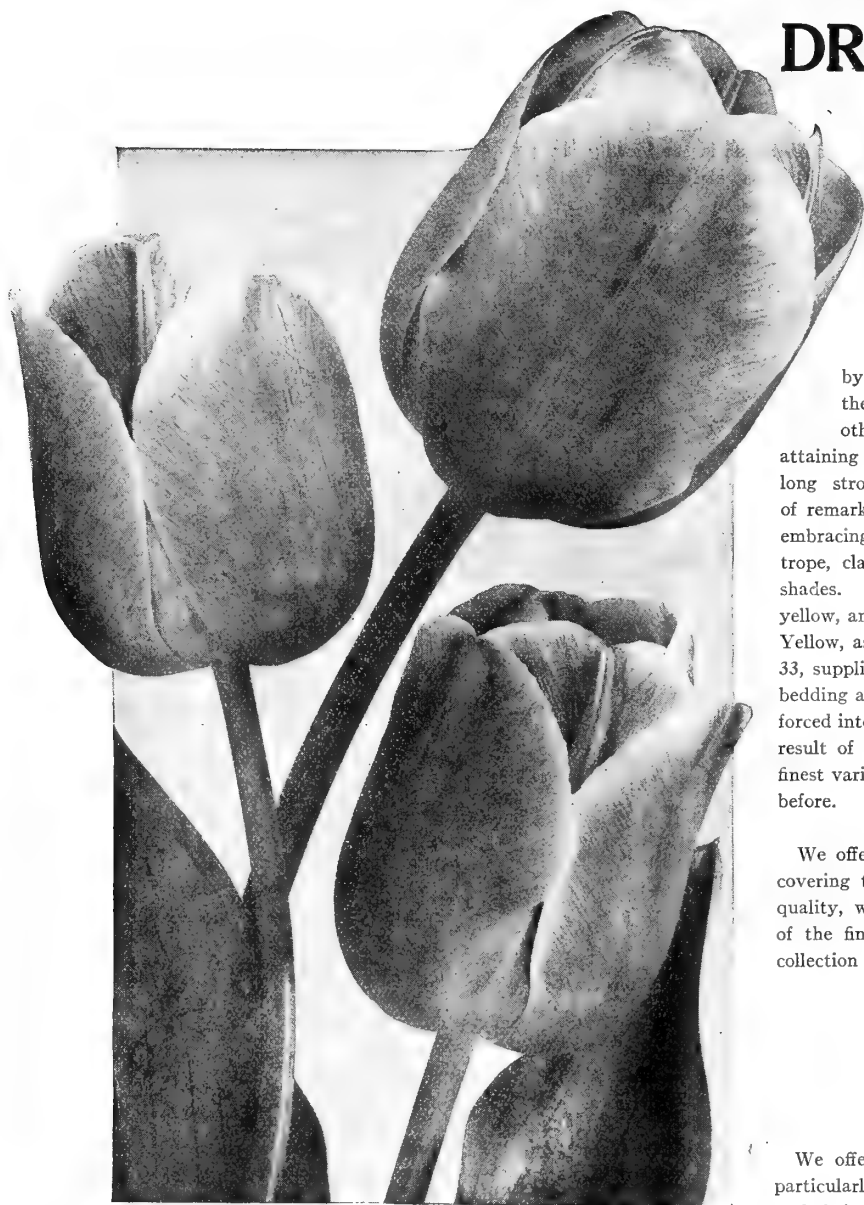 DR
by
the
oth
attaining
long stro
of remark
embracing
trope, cla
shades.
yellow, an
Yellow, as
33, suppli
bedding a
forced int
result of
finest vari
before.
We offe
covering t
quality, w
of the fin
collection
We offe
particularl